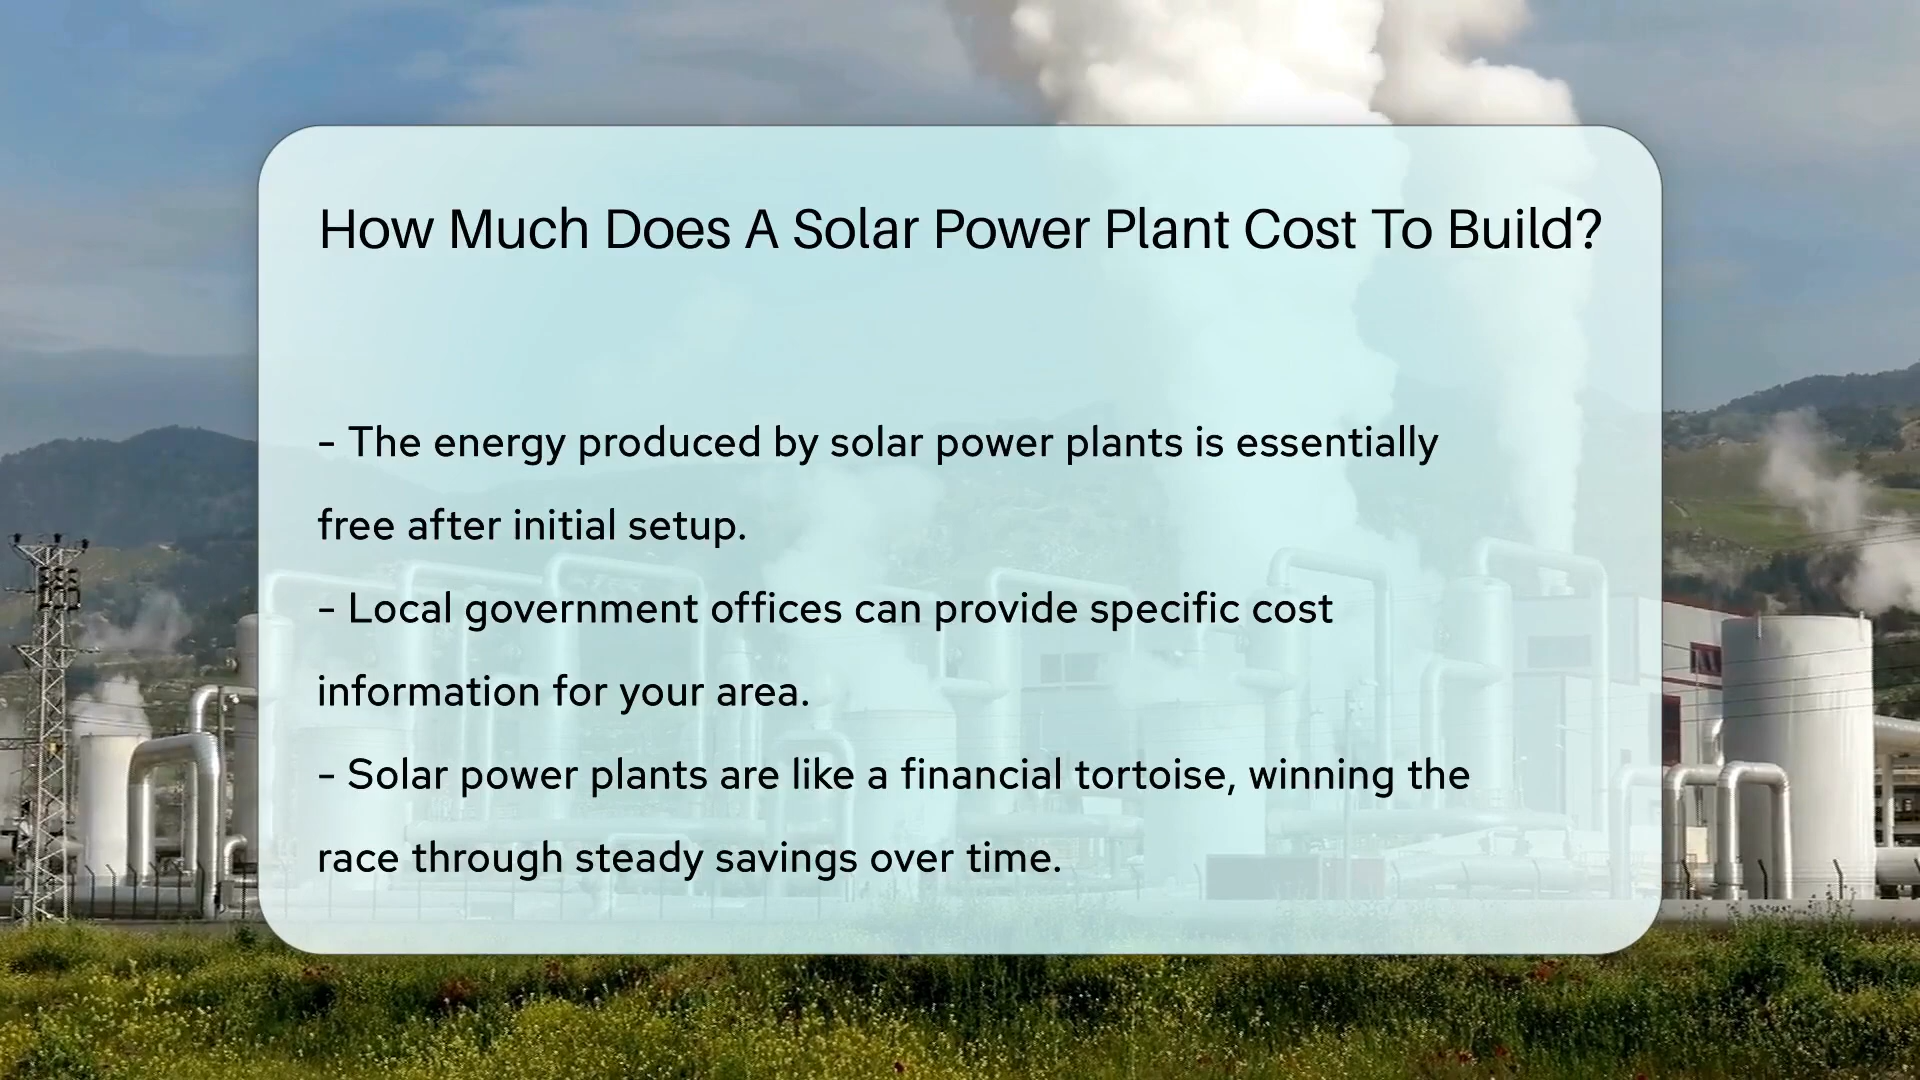 How Much Does A Solar Power Plant Cost To Build?
– The energy produced by solar power plants is essentially
free after initial setup.
– Local government offices can provide specific cost
information for your area.
– Solar power plants are like a financial tortoise, winning the
race through steady savings over time.